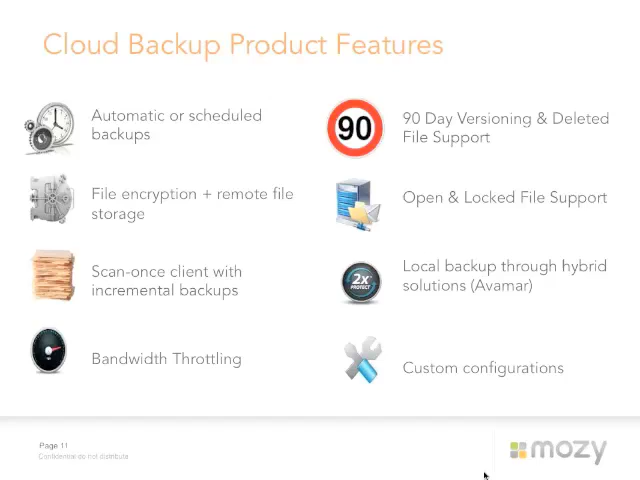 Cloud Backup Product Features
Automatic or scheduled
backups
File encryption + remote file
storage
Scan-once client with
incremental backups
Bandwidth Throttling
90
90 Day Versioning & Deleted
File Support
Open & Locked File Support
2x
PROTECT
Local backup through hybrid
solutions (Avamar)
Custom configurations
Page 11
Confidential do not distribute
mozy